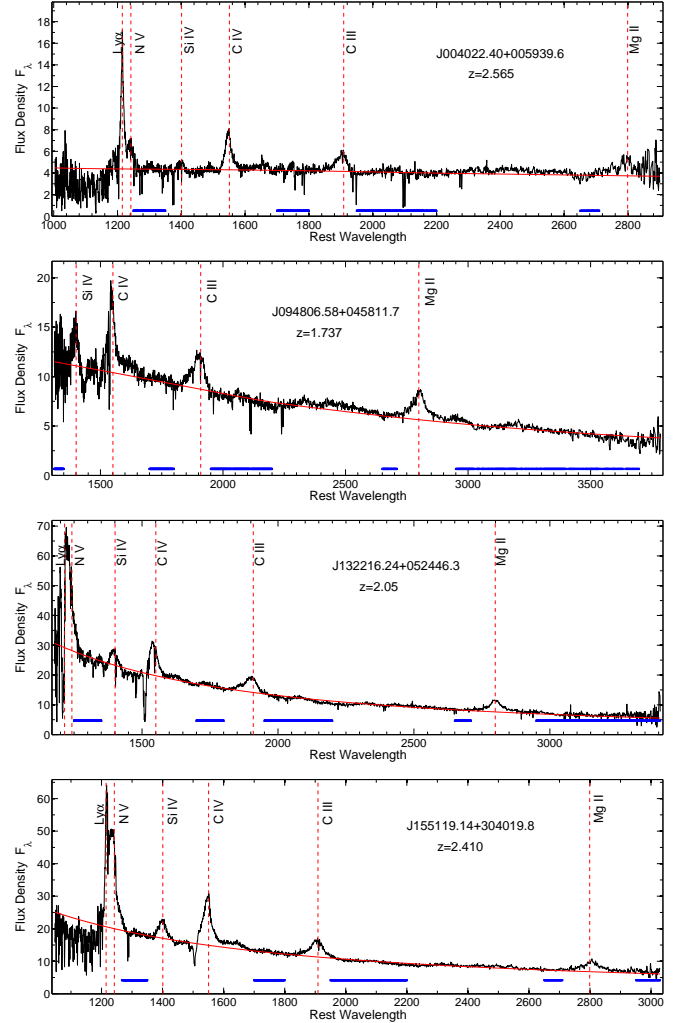 18
16
14
12
10
8
6
4
2
0
Flux Density F_λ
Lyα
N V
Si IV
C IV
C III
Mg II
J004022.40+005939.6
z=2.565
1000 1200 1400 1600 1800 2000 2200 2400 2600 2800
Rest Wavelength
20
15
10
5
0
Flux Density F_λ
Si IV
C IV
C III
Mg II
J094806.58+045811.7
z=1.737
1500 2000 2500 3000 3500
Rest Wavelength
70
60
50
40
30
20
10
0
Flux Density F_λ
Lyα
N V
Si IV
C IV
C III
Mg II
J132216.24+052446.3
z=2.05
1500 2000 2500 3000
Rest Wavelength
60
50
40
30
20
10
0
Flux Density F_λ
Lyα
N V
Si IV
C IV
C III
Mg II
J155119.14+304019.8
z=2.410
1200 1400 1600 1800 2000 2200 2400 2600 2800 3000
Rest Wavelength